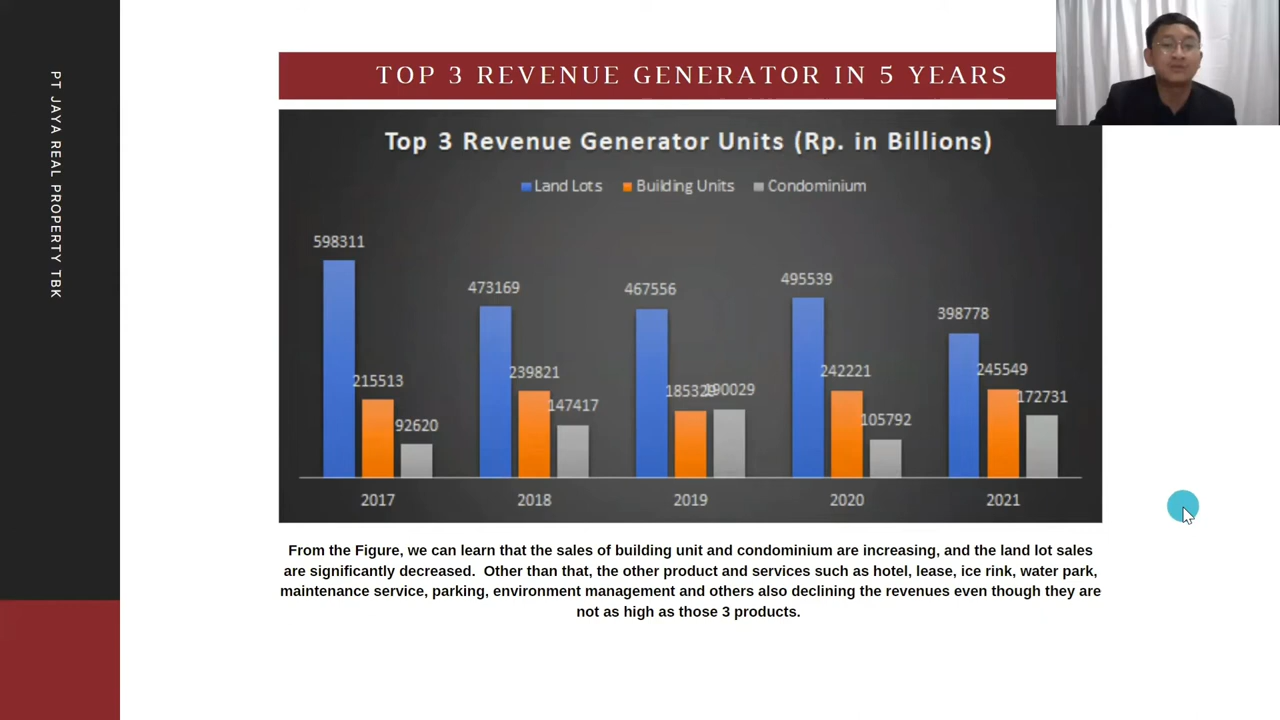 PT JAYA REAL PROPERTY TBK
TOP 3 REVENUE GENERATOR IN 5 YEARS
Top 3 Revenue Generator Units (Rp. in Billions)
Land Lots Building Units Condominium
598311 215513 92620
473169 239821 147417
467556 185329 190029
495539 242221 105792
398778 245549 172731
2017 2018 2019 2020 2021
From the Figure, we can learn that the sales of building unit and condominium are increasing, and the land lot sales
are significantly decreased. Other than that, the other product and services such as hotel, lease, ice rink, water park,
maintenance service, parking, environment management and others also declining the revenues even though they are
not as high as those 3 products.